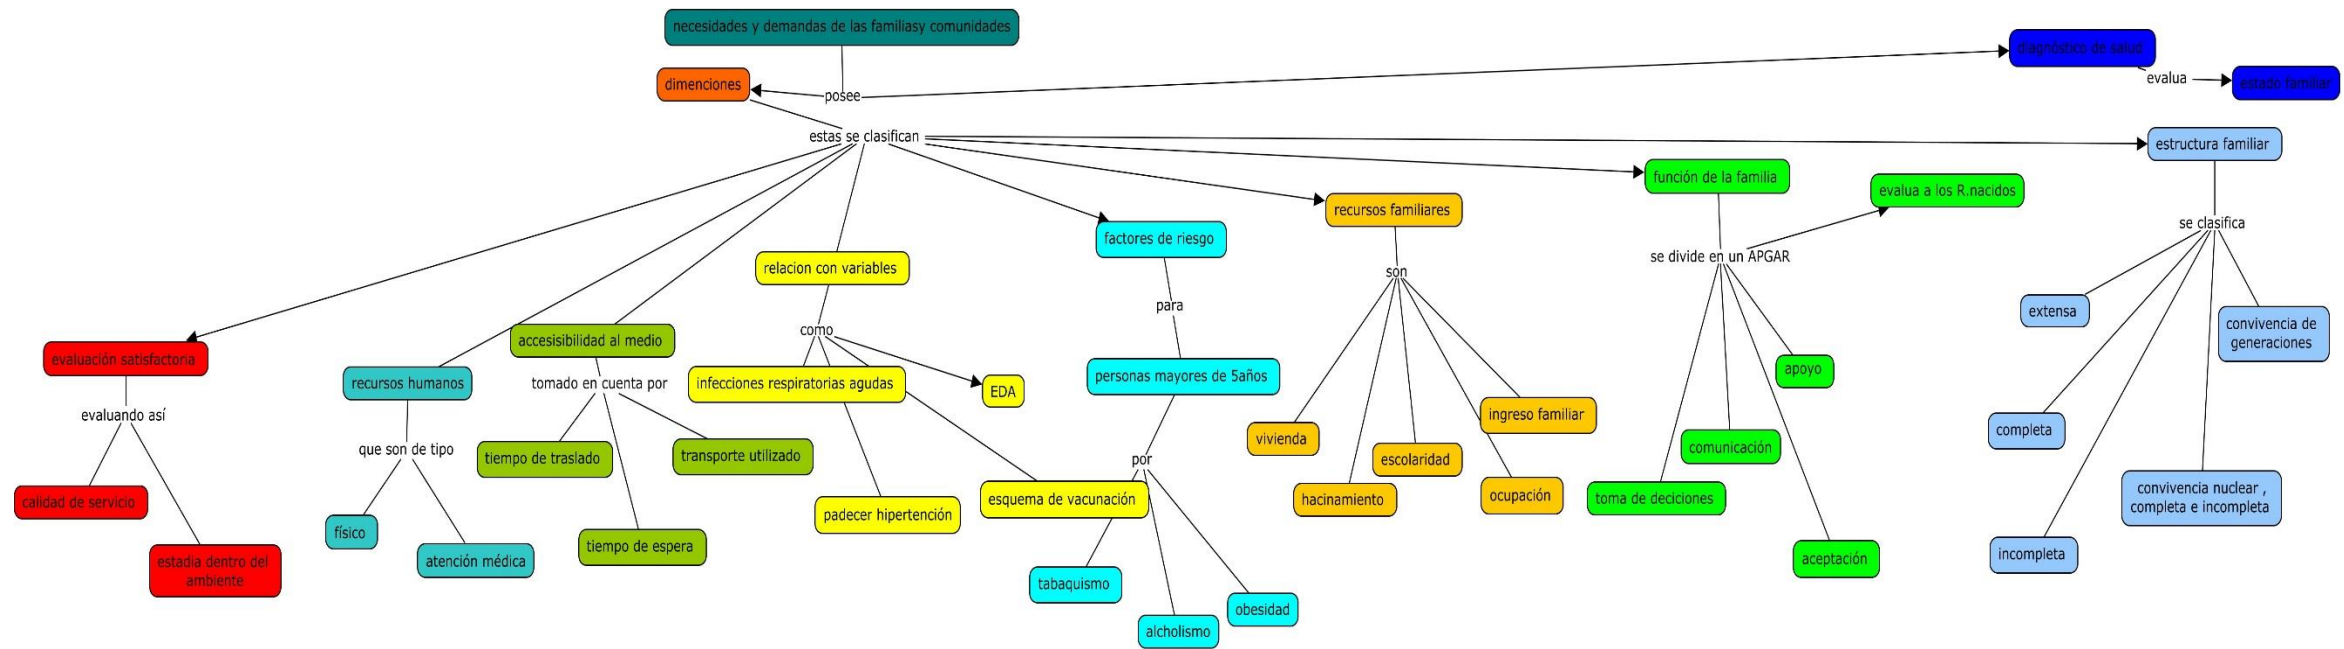 necesidades y demandas de las familiasy comunidades
diagnóstico de salud
dimenciones
posee
evalua
estado familiar
estas se clasifican
estructura familiar
función de la familia
evalua a los R.nacidos
recursos familiares
factores de riesgo
se clasifica
relacion con variables
son
se divide en un APGAR
para
extensa
convivencia de
generaciones
como
accesisibilidad al medio
evaluación satisfactoria
recursos humanos
tomado en cuenta por
infecciones respiratorias agudas
EDA
personas mayores de 5años
apoyo
evaluando así
ingreso familiar
vivienda
completa
que son de tipo
comunicación
tiempo de traslado
transporte utilizado
por
escolaridad
calidad de servicio
esquema de vacunación
hacinamiento
ocupación
toma de deciciones
convivencia nuclear ,
completa e incompleta
padecer hipertención
físico
tiempo de espera
atención médica
estadia dentro del
ambiente
aceptación
incompleta
tabaquismo
obesidad
alcholismo